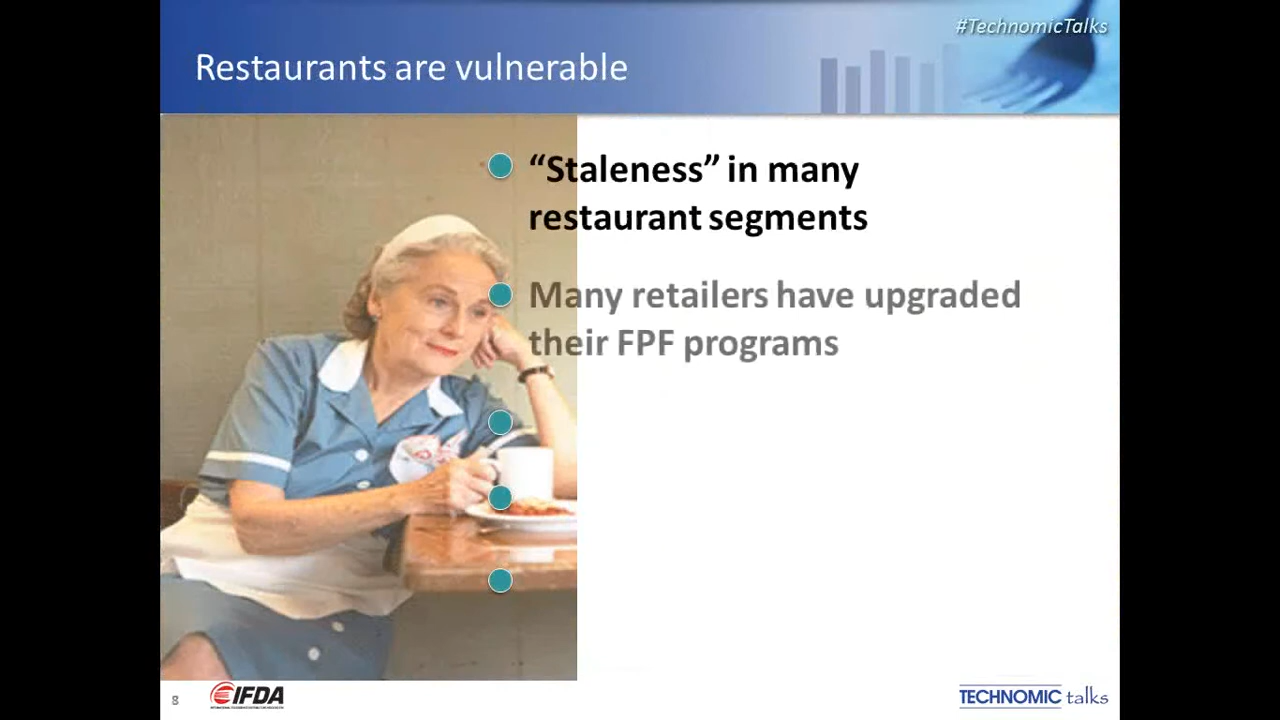 #TechnomicTalks
Restaurants are vulnerable
“Staleness” in many
restaurant segments
Many retailers have upgraded
their FPF programs
8
IFDA
TECHNOMIC talks